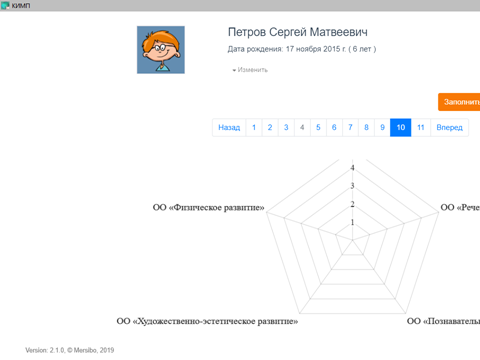 КИМП
Петров Сергей Матвеевич
Дата рождения: 17 ноября 2015 г. ( 6 лет )
Изменить
Заполнить
Назад 1 2 3 4 5 6 7 8 9 10 11 Вперед
4
3
2
1
ОО «Физическое развитие»
ОО «Рече
ОО «Художественно-эстетическое развитие»
ОО «Познаватель
Version: 2.1.0, © Mersibo, 2019